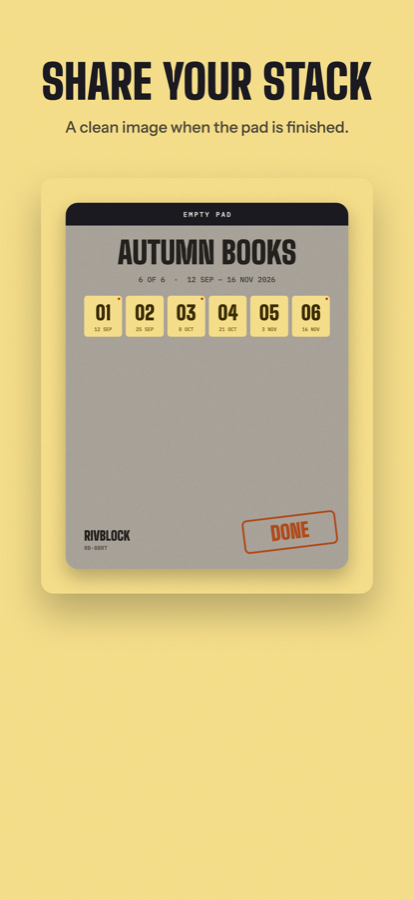 SHARE YOUR STACK
A clean image when the pad is finished.
EMPTY PAD
AUTUMN BOOKS
6 OF 6 · 12 SEP — 16 NOV 2026
01 02 03 04 05 06
12 SEP 25 SEP 8 OCT 21 OCT 3 NOV 16 NOV
RIVBLOCK
DONE